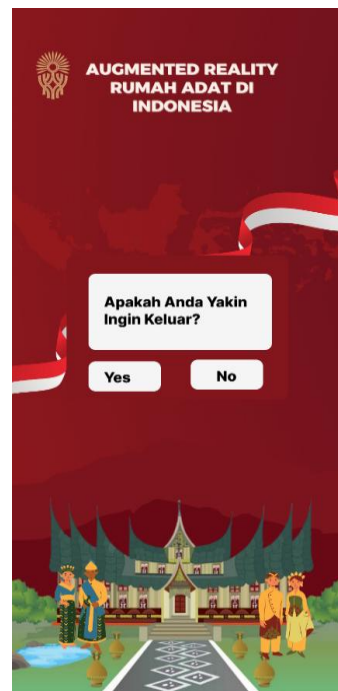 AUGMENTED REALITY
RUMAH ADAT DI
INDONESIA
Apakah Anda Yakin
Ingin Keluar?
Yes
No